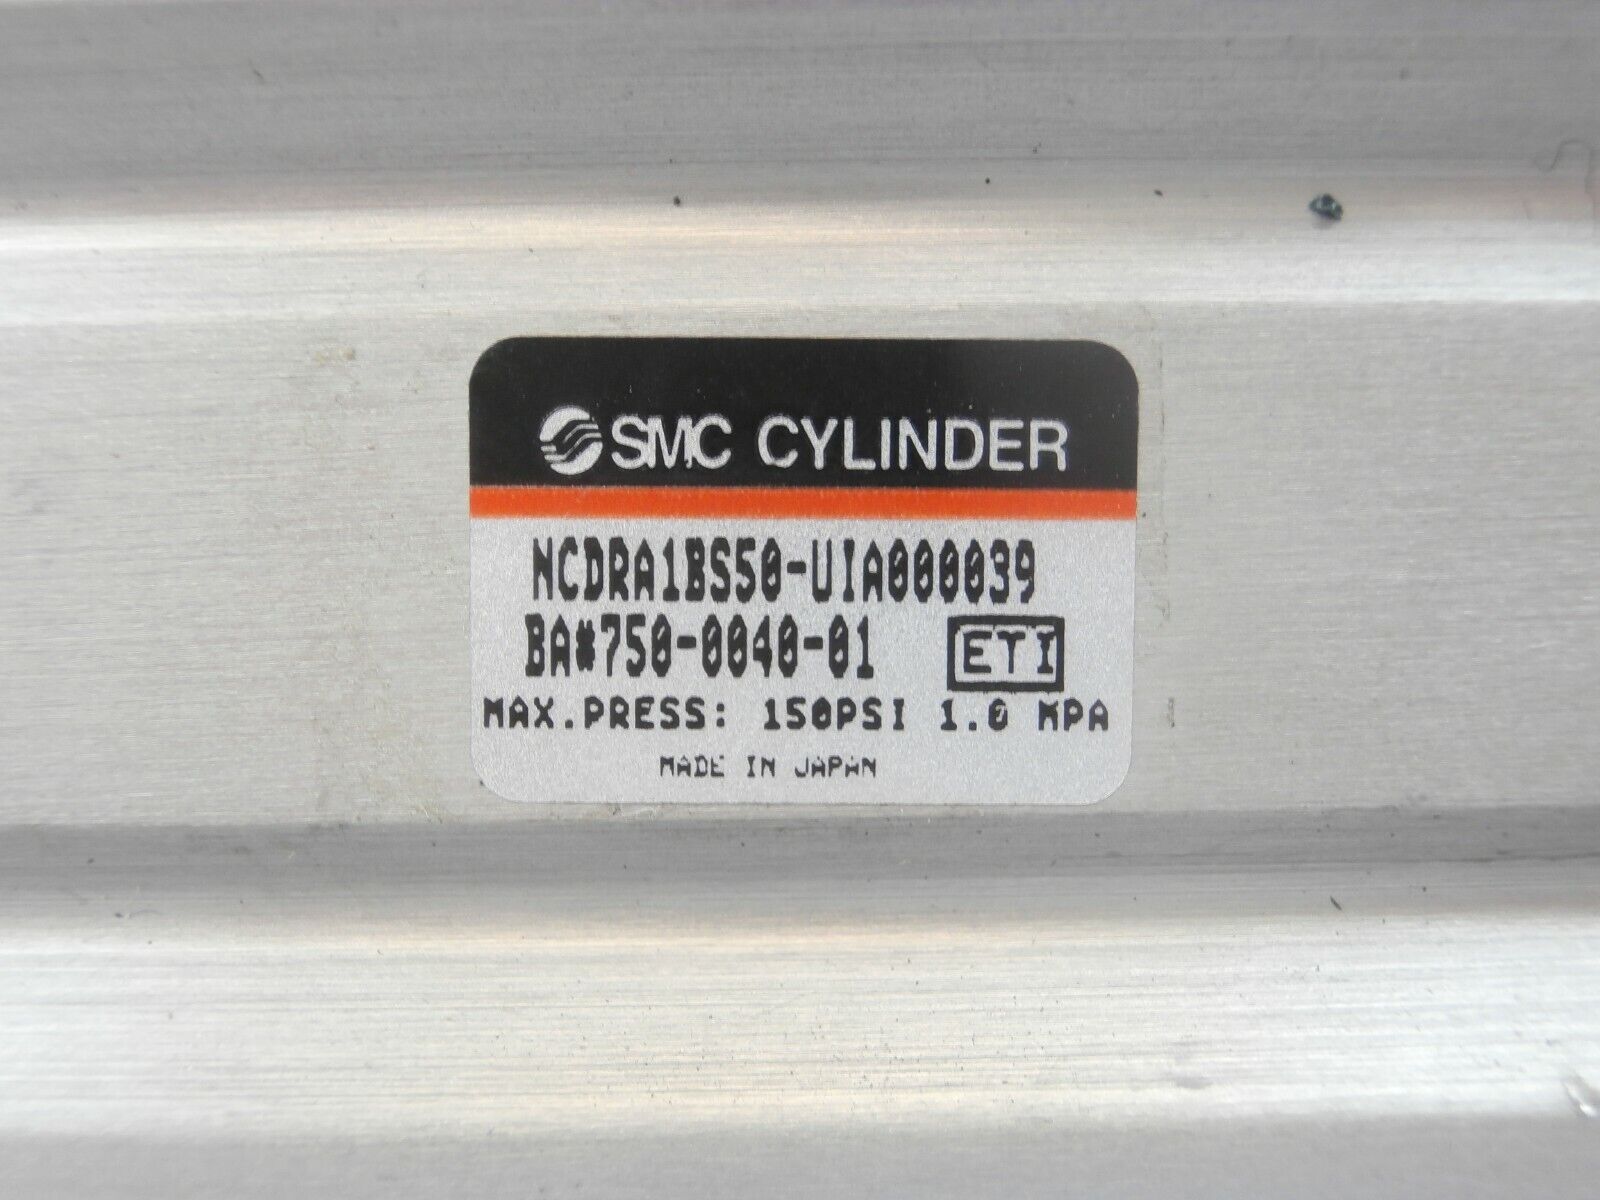 SMC CYLINDER
NCDRA1BS50-UIA000039
BA#750-0040-01 ETI
MAX.PRESS: 150PSI 1.0 MPA
MADE IN JAPAN